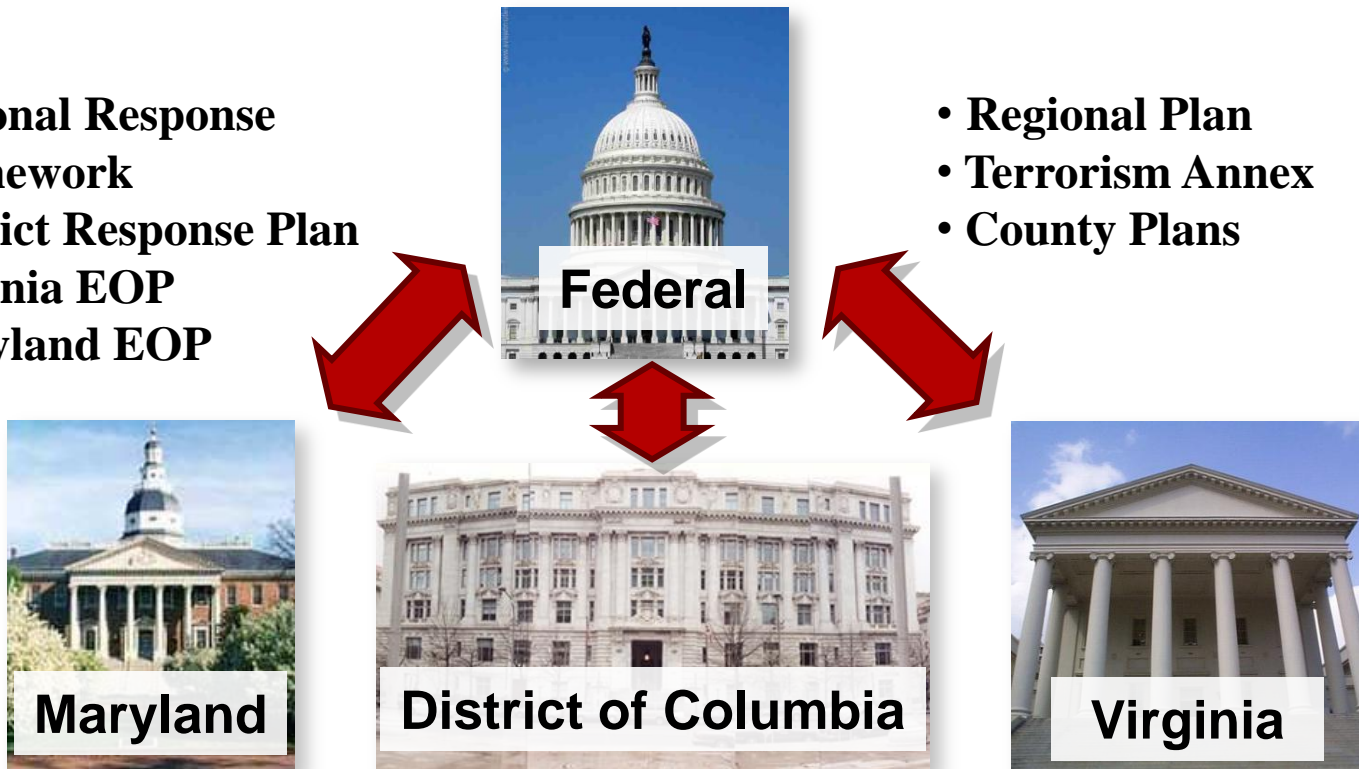 onal Response
nework
ict Response Plan
nia EOP
yland EOP
• Regional Plan
• Terrorism Annex
• County Plans
Federal
Maryland
District of Columbia
Virginia